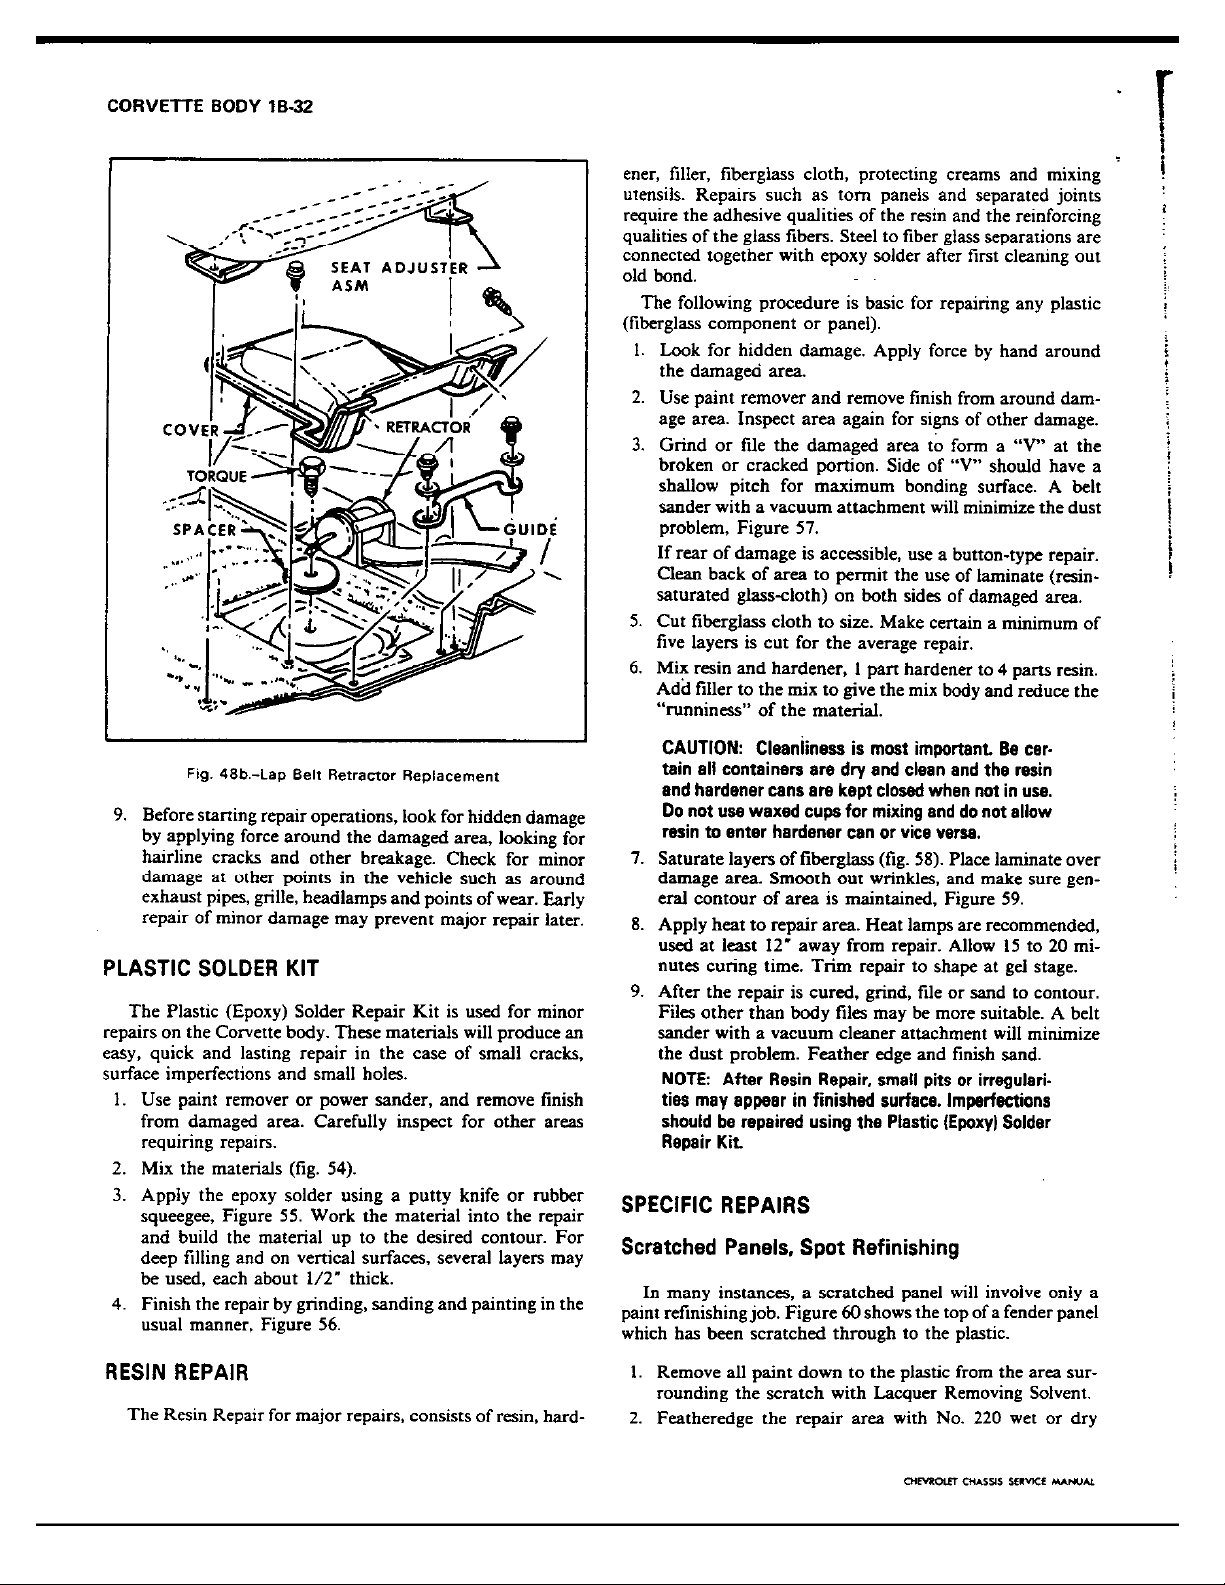 CORVETTE BODY 1B-32
SEAT ADJUSTER
ASM
COVER
RETRACTOR
TORQUE
SPACER
GUIDE
Fig. 48b.-Lap Belt Retractor Replacement
9. Before starting repair operations, look for hidden damage
by applying force around the damaged area, looking for
hairline cracks and other breakage. Check for minor
damage at other points in the vehicle such as around
exhaust pipes, grille, headlamps and points of wear. Early
repair of minor damage may prevent major repair later.
PLASTIC SOLDER KIT
The Plastic (Epoxy) Solder Repair Kit is used for minor
repairs on the Corvette body. These materials will produce an
easy, quick and lasting repair in the case of small cracks,
surface imperfections and small holes.
1. Use paint remover or power sander, and remove finish
from damaged area. Carefully inspect for other areas
requiring repairs.
2. Mix the materials (fig. 54).
3. Apply the epoxy solder using a putty knife or rubber
squeegee, Figure 55. Work the material into the repair
and build the material up to the desired contour. For
deep filling and on vertical surfaces, several layers may
be used, each about 1/2" thick.
4. Finish the repair by grinding, sanding and painting in the
usual manner, Figure 56.
RESIN REPAIR
The Resin Repair for major repairs, consists of resin, hard-
ener, filler, fiberglass cloth, protecting creams and mixing
utensils. Repairs such as torn panels and separated joints
require the adhesive qualities of the resin and the reinforcing
qualities of the glass fibers. Steel to fiber glass separations are
connected together with epoxy solder after first cleaning out
old bond.
The following procedure is basic for repairing any plastic
(fiberglass component or panel).
1. Look for hidden damage. Apply force by hand around
the damaged area.
2. Use paint remover and remove finish from around dam-
age area. Inspect area again for signs of other damage.
3. Grind or file the damaged area to form a "V" at the
broken or cracked portion. Side of "V" should have a
shallow pitch for maximum bonding surface. A belt
sander with a vacuum attachment will minimize the dust
problem, Figure 57.
If rear of damage is accessible, use a button-type repair.
Clean back of area to permit the use of laminate (resin-
saturated glass-cloth) on both sides of damaged area.
5. Cut fiberglass cloth to size. Make certain a minimum of
five layers is cut for the average repair.
6. Mix resin and hardener, 1 part hardener to 4 parts resin.
Add filler to the mix to give the mix body and reduce the
"runniness" of the material.
CAUTION: Cleanliness is most important. Be cer-
tain all containers are dry and clean and the resin
and hardener cans are kept closed when not in use.
Do not use waxed cups for mixing and do not allow
resin to enter hardener can or vice versa.
7. Saturate layers of fiberglass (fig. 58). Place laminate over
damage area. Smooth out wrinkles, and make sure gen-
eral contour of area is maintained, Figure 59.
8. Apply heat to repair area. Heat lamps are recommended,
used at least 12" away from repair. Allow 15 to 20 mi-
nutes curing time. Trim repair to shape at gel stage.
9. After the repair is cured, grind, file or sand to contour.
Files other than body files may be more suitable. A belt
sander with a vacuum cleaner attachment will minimize
the dust problem. Feather edge and finish sand.
NOTE: After Resin Repair, small pits or irregulari-
ties may appear in finished surface. Imperfections
should be repaired using the Plastic (Epoxy) Solder
Repair Kit.
SPECIFIC REPAIRS
Scratched Panels, Spot Refinishing
In many instances, a scratched panel will involve only a
paint refinishing job. Figure 60 shows the top of a fender panel
which has been scratched through to the plastic.
1. Remove all paint down to the plastic from the area sur-
rounding the scratch with Lacquer Removing Solvent.
2. Featheredge the repair area with No. 220 wet or dry
CHEVROLET CHASSIS SERVICE MANUAL